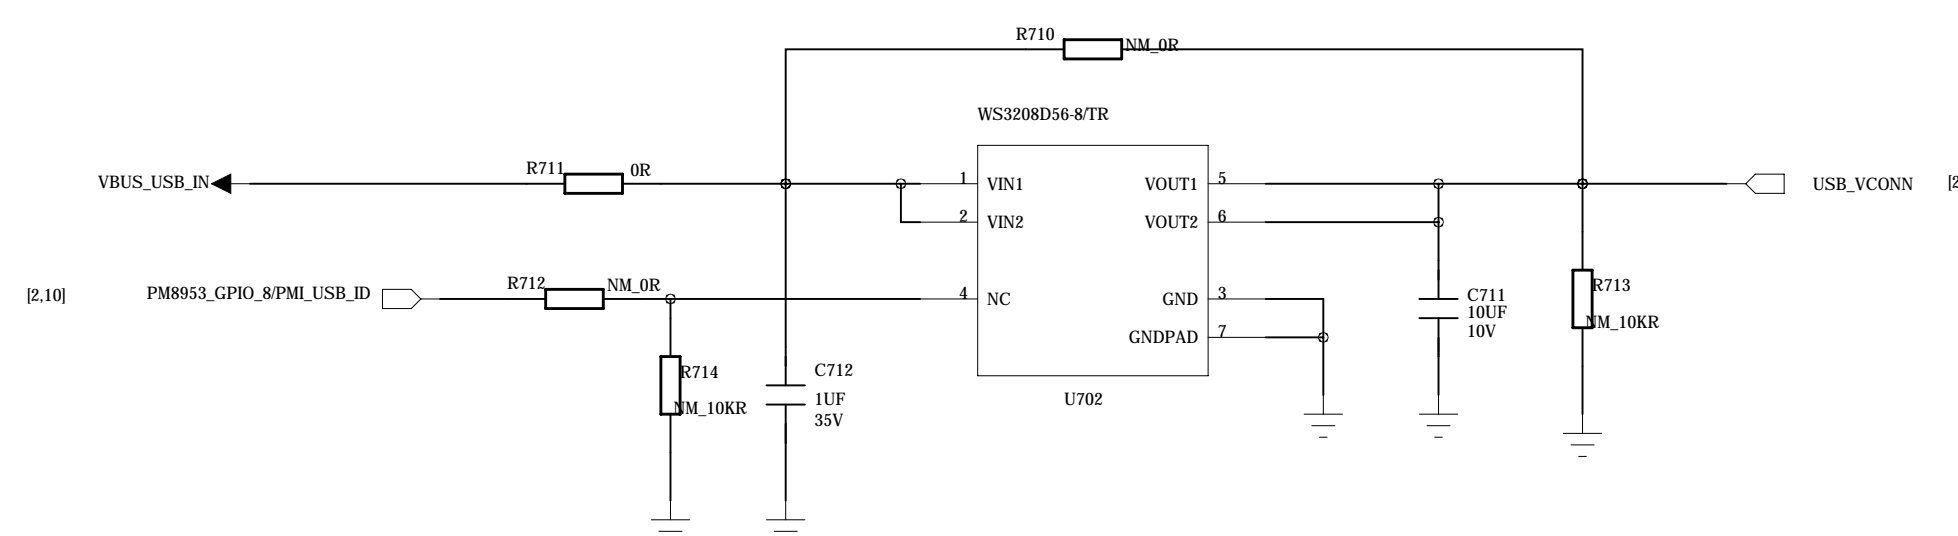 R710
NM_0R
WS3208D56-8/TR
R711
0R
VBUS_USB_IN
1
VIN1
VOUT1
5
USB_VCONN
[2
2
VIN2
VOUT2
6
[2,10]
PM8953_GPIO_8/PMI_USB_ID
R712
NM_0R
4
NC
GND
3
C711
10UF
10V
R713
NM_10KR
GNDPAD
7
R714
NM_10KR
C712
1UF
35V
U702